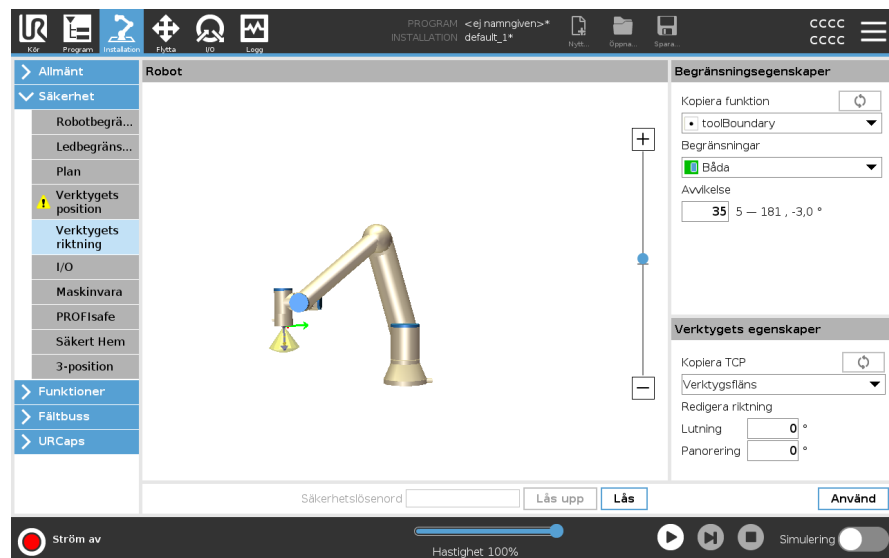 PROGRAM <ej namngiven>*
INSTALLATION default_1*
CCCC
CCCC
Kör Program Installation Flytta I/O Logg Nytt... Öppna... Spara...
Allmänt
Säkerhet
Robotbegrä...
Ledbegräns...
Plan
Verktygets
position
Verktygets
riktning
I/O
Maskinvara
PROFIsafe
Säkert Hem
3-position
Funktioner
Fältbuss
URCaps
Robot
Säkerhetslösenord Lås upp Lås
Begränsningsegenskaper
Kopiera funktion
toolBoundary
Begränsningar
Båda
Avvikelse
35 5 — 181 , -3,0 °
Verktygets egenskaper
Kopiera TCP
Verktygsfläns
Redigera riktning
Lutning 0 °
Panorering 0 °
Använd
Ström av
Hastighet 100%
Simulering